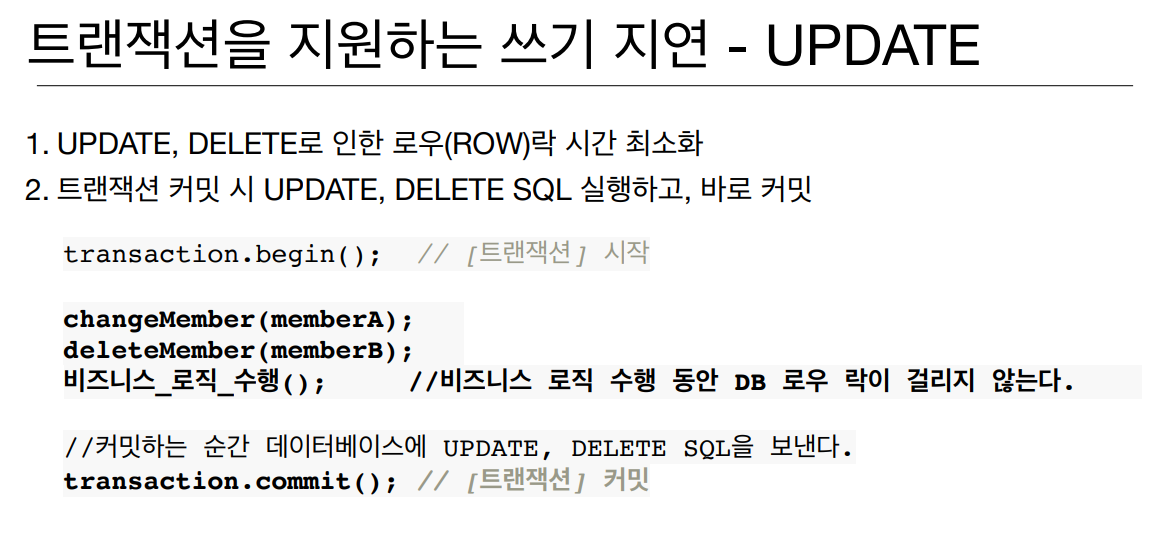 트랜잭션을 지원하는 쓰기 지연 - UPDATE
1. UPDATE, DELETE로 인한 로우(ROW)락 시간 최소화
2. 트랜잭션 커밋 시 UPDATE, DELETE SQL 실행하고, 바로 커밋
transaction.begin(); // [트랜잭션] 시작
changeMember(memberA);
deleteMember(memberB);
비즈니스_로직_수행(); //비즈니스 로직 수행 동안 DB 로우 락이 걸리지 않는다.
//커밋하는 순간 데이터베이스에 UPDATE, DELETE SQL을 보낸다.
transaction.commit(); // [트랜잭션] 커밋